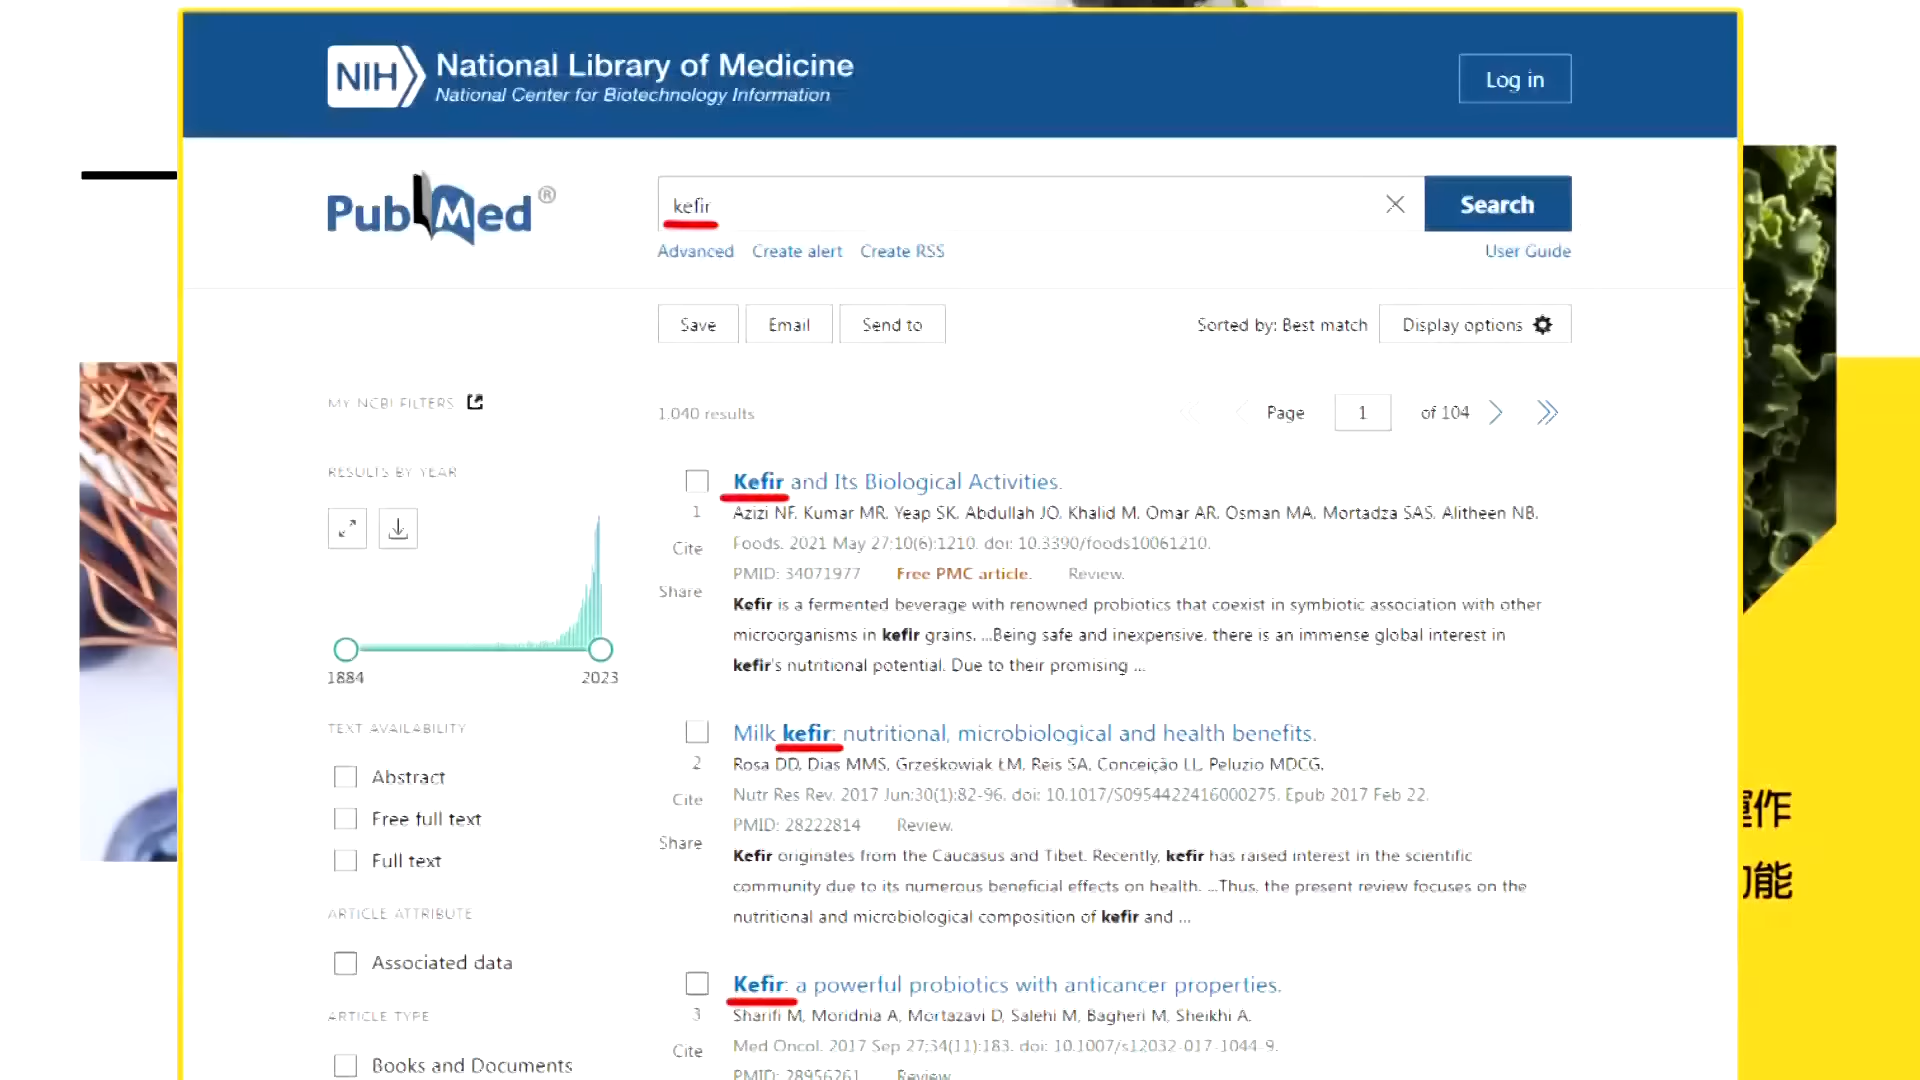 NIH National Library of Medicine
National Center for Biotechnology Information
Log in
PubMed®
kefir
Search
Advanced Create alert Create RSS
User Guide
Save Email Send to
Sorted by: Best match Display options
MY NCBI FILTERS
1,040 results
Page 1 of 104
RESULTS BY YEAR
1884 2023
TEXT AVAILABILITY
Abstract
Free full text
Full text
ARTICLE ATTRIBUTE
Associated data
ARTICLE TYPE
Books and Documents
Kefir and Its Biological Activities.
1
Azizi NF, Kumar MR, Yeap SK, Abdullah JO, Khalid M, Omar AR, Osman MA, Mortadza SAS, Alitheen NB.
Cite
Foods. 2021 May 27;10(6):1210. doi: 10.3390/foods10061210.
PMID: 34071977 Free PMC article. Review.
Share
Kefir is a fermented beverage with renowned probiotics that coexist in symbiotic association with other
microorganisms in kefir grains. ...Being safe and inexpensive, there is an immense global interest in
kefir's nutritional potential. Due to their promising ...
Milk kefir: nutritional, microbiological and health benefits.
2
Rosa DD, Dias MMS, Grześkowiak ŁM, Reis SA, Conceição LL, Peluzio MDCG.
Cite
Nutr Res Rev. 2017 Jun;30(1):82-96. doi: 10.1017/S0954422416000275. Epub 2017 Feb 22.
PMID: 28222814 Review.
Share
Kefir originates from the Caucasus and Tibet. Recently, kefir has raised interest in the scientific
community due to its numerous beneficial effects on health. ...Thus, the present review focuses on the
nutritional and microbiological composition of kefir and ...
Kefir: a powerful probiotics with anticancer properties.
3
Sharifi M, Moridnia A, Mortazavi D, Salehi M, Bagheri M, Sheikhi A.
Cite
Med Oncol. 2017 Sep 27;34(11):183. doi: 10.1007/s12032-017-1044-9.
PMID: 28956261 Review.
作
能